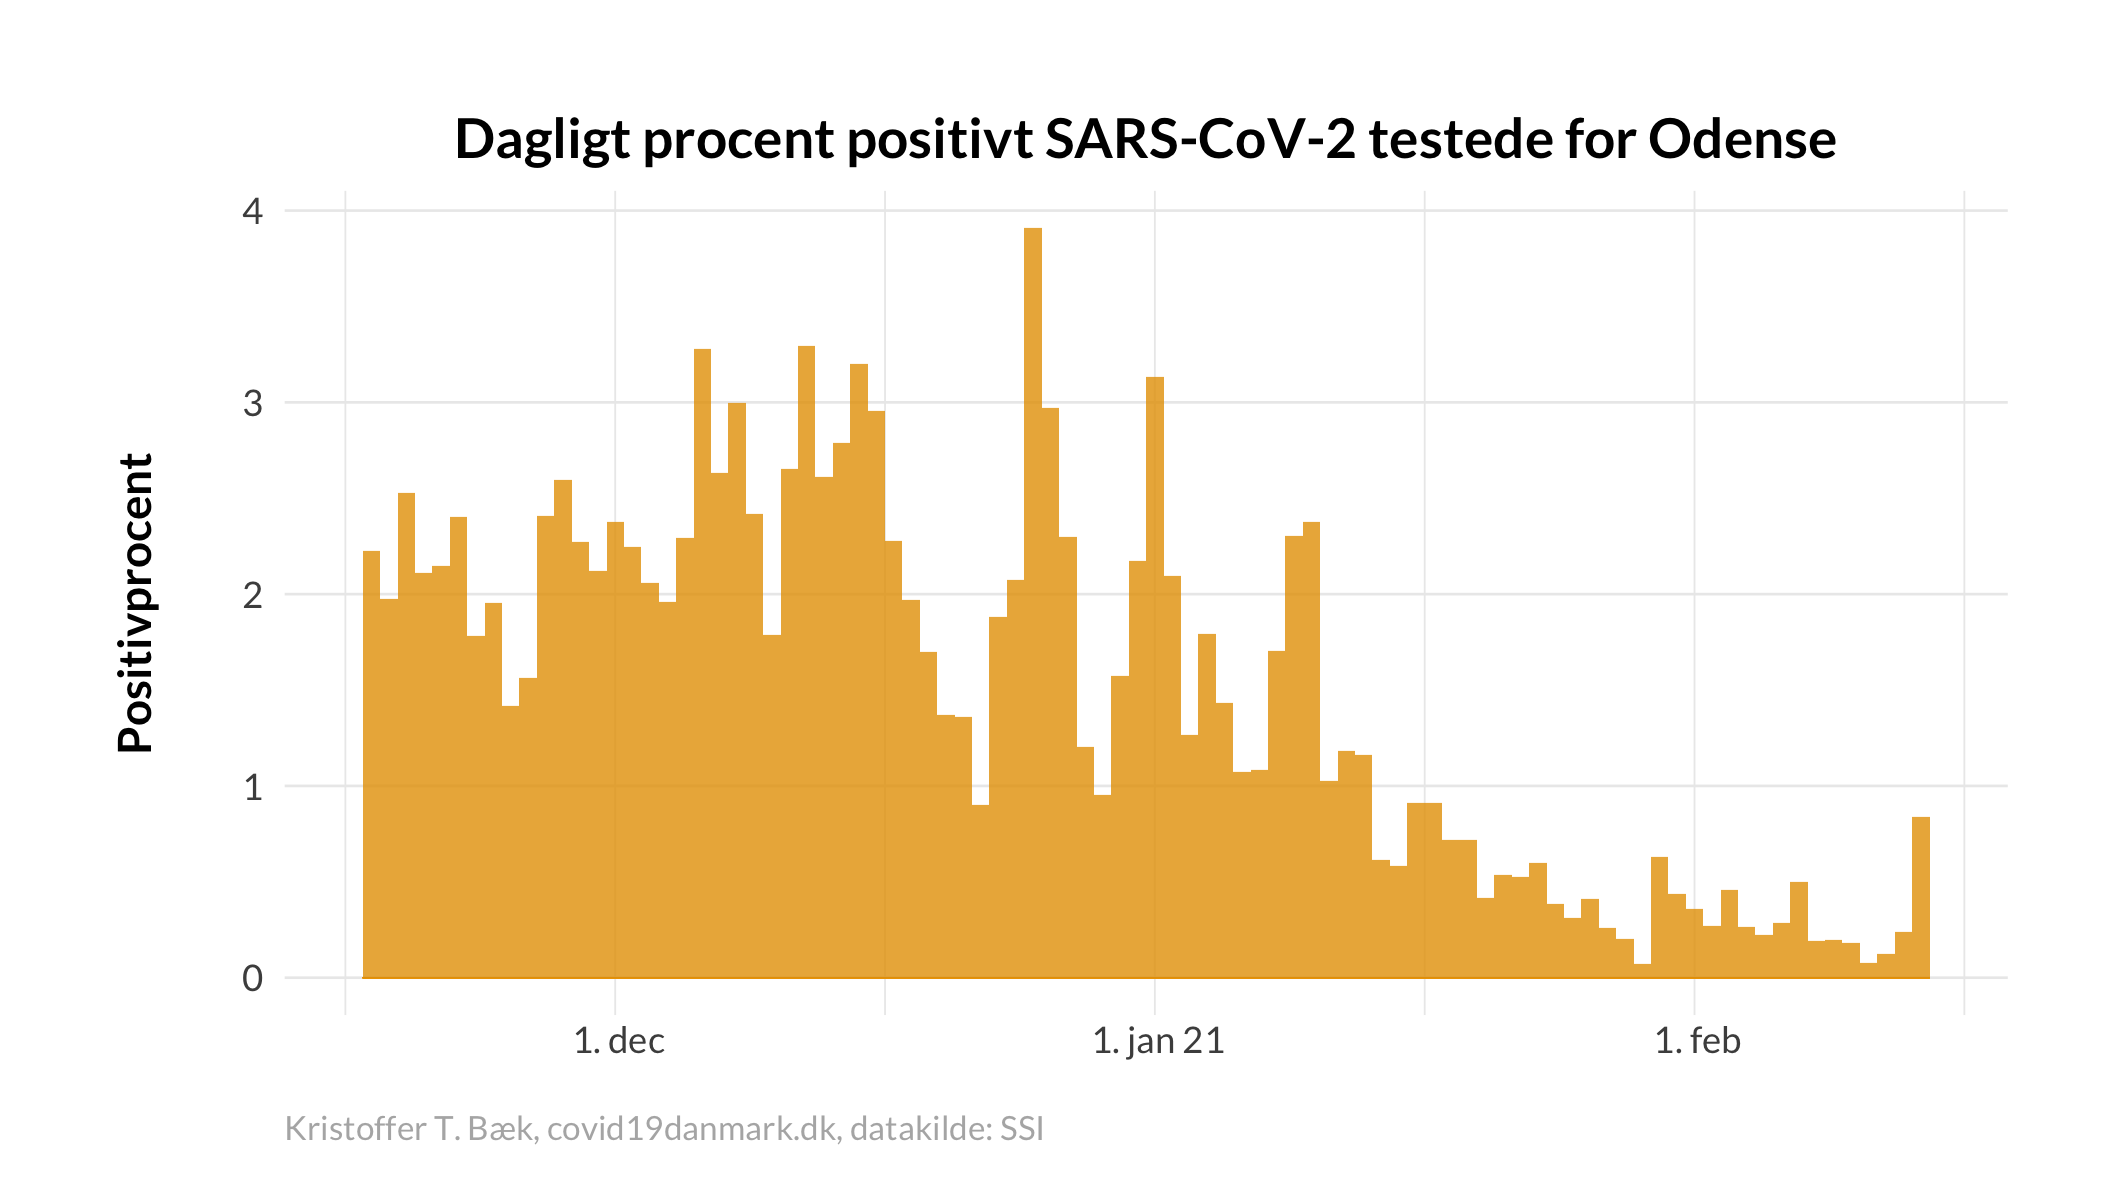 Dagligt procent positivt SARS-CoV-2 testede for Odense
Positivprocent
4
3
2
1
0
1. dec
1. jan 21
1. feb
Kristoffer T. Bæk, covid19danmark.dk, datakilde: SSI